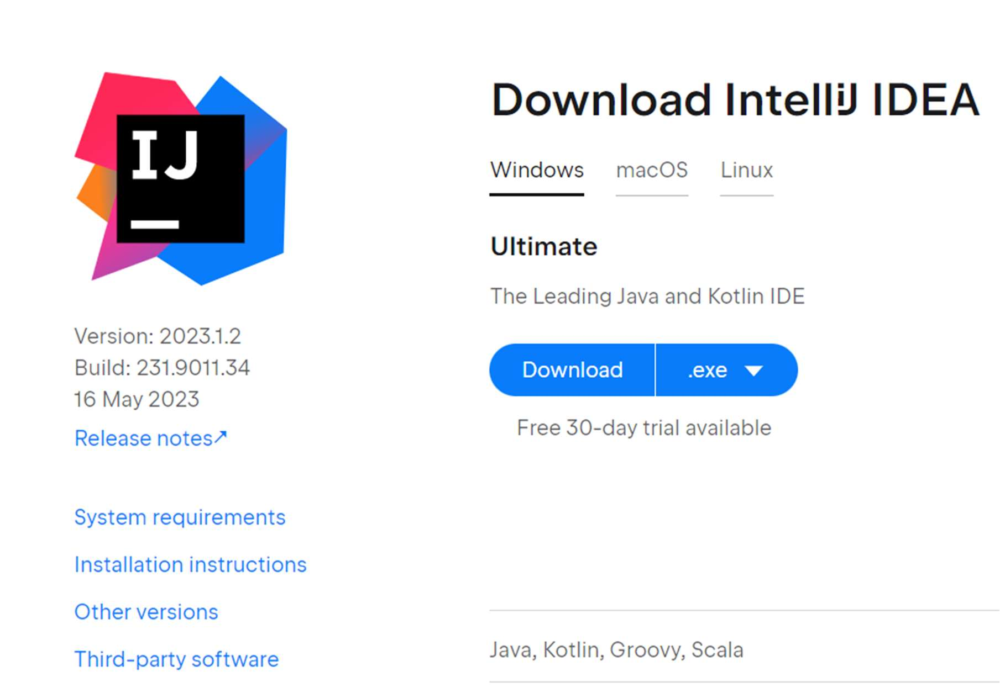 IJ
Version: 2023.1.2
Build: 231.9011.34
16 May 2023
Release notes↗
System requirements
Installation instructions
Other versions
Third-party software
Download IntelliJ IDEA
Windows macOS Linux
Ultimate
The Leading Java and Kotlin IDE
Download .exe
Free 30-day trial available
Java, Kotlin, Groovy, Scala